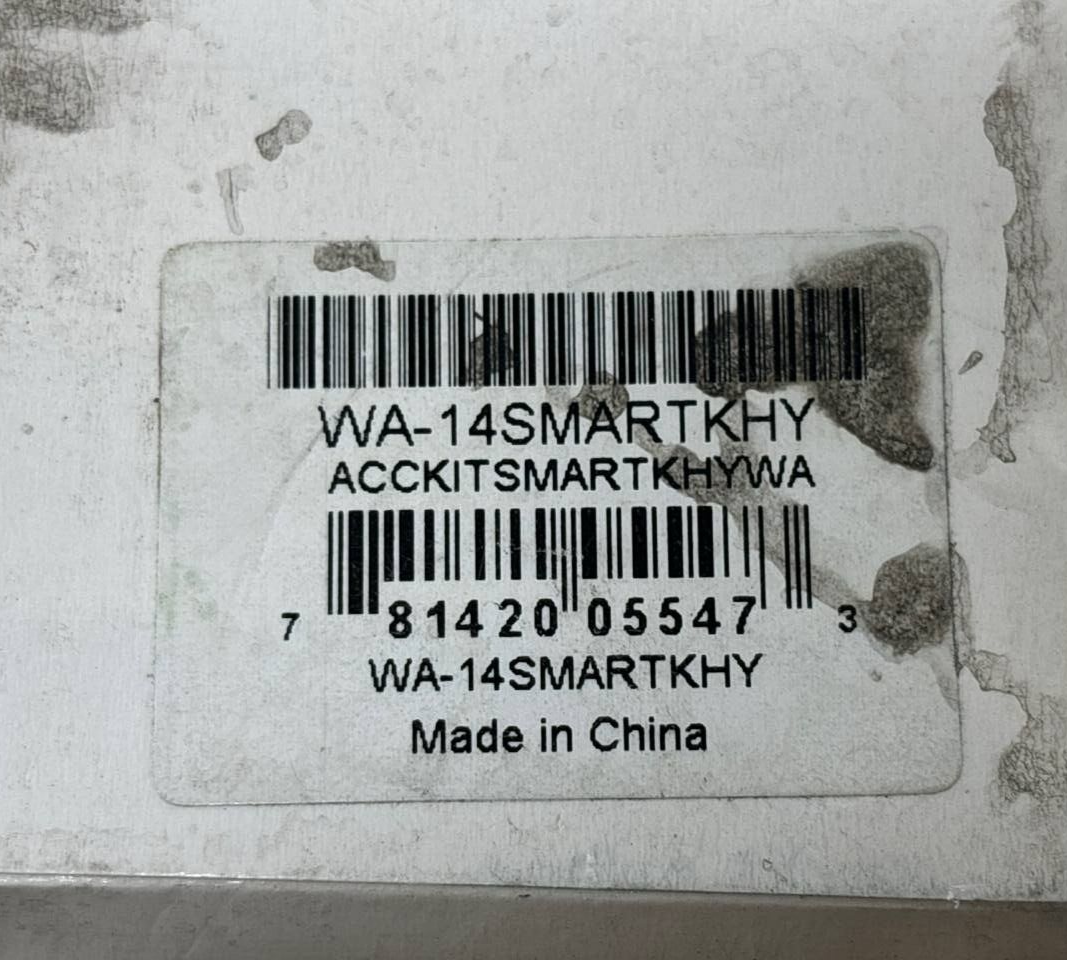 WA-14SMARTKHY
ACCKITSMARTKHYWA
7 81420 05547 3
WA-14SMARTKHY
Made in China